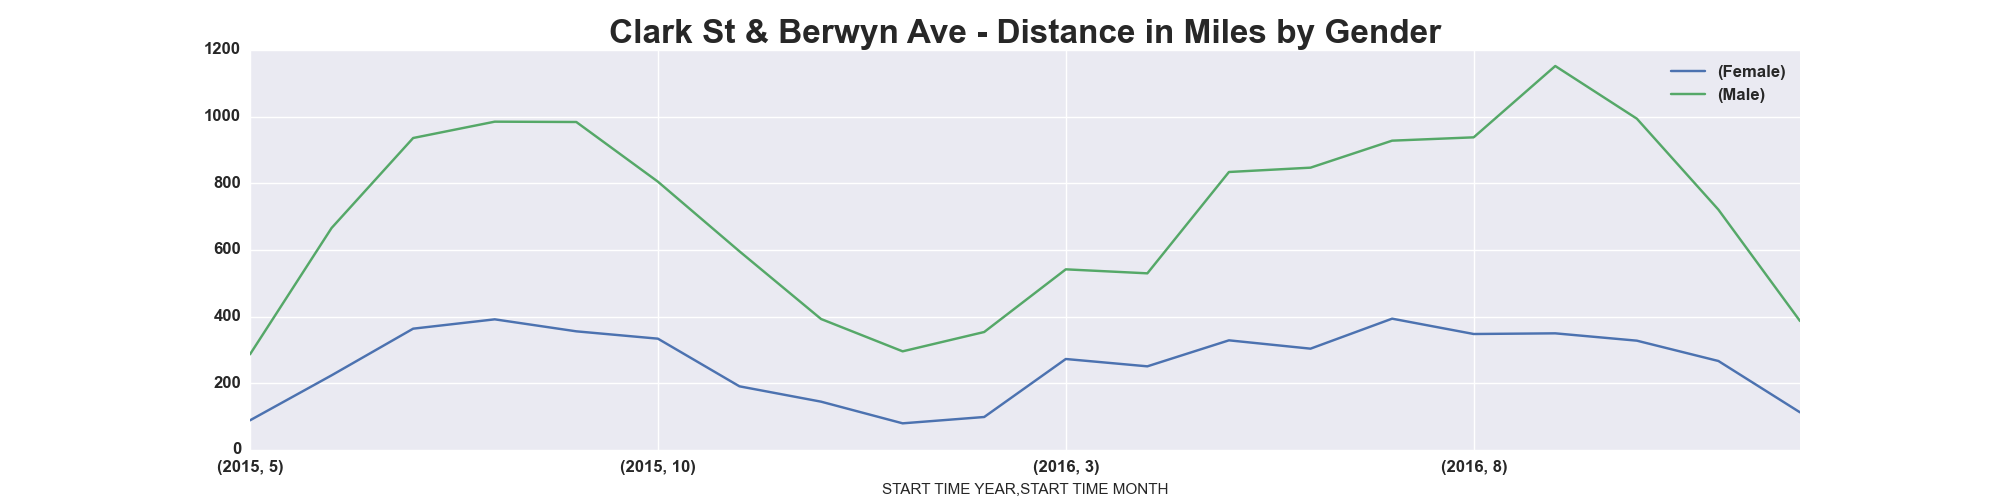 Clark St & Berwyn Ave - Distance in Miles by Gender
1200
1000
800
600
400
200
0
(Female)
(Male)
(2015, 5) (2015, 10) (2016, 3) (2016, 8)
START TIME YEAR,START TIME MONTH